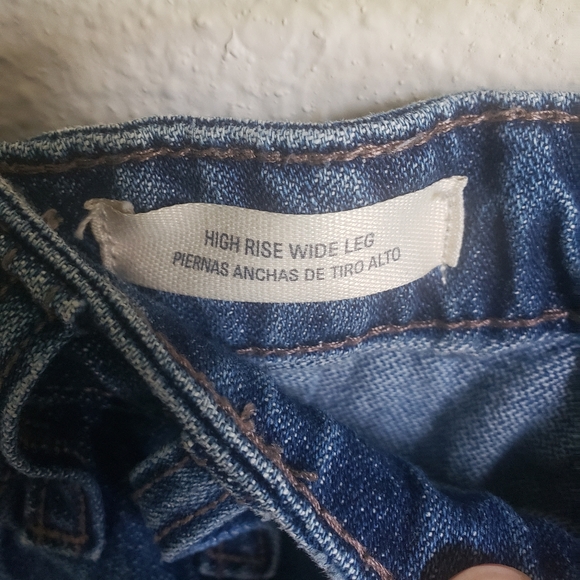 HIGH RISE WIDE LEG
PIERNAS ANCHAS DE TIRO ALTO